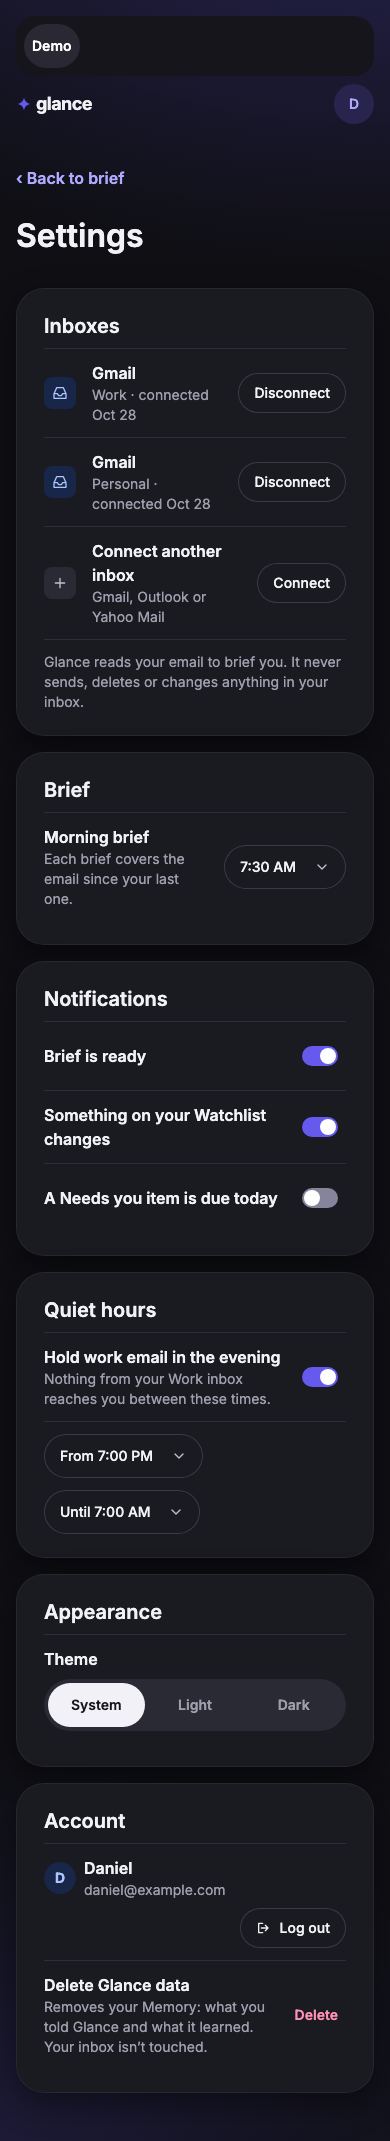 Demo
glance
D
‹ Back to brief
Settings
Inboxes
Gmail
Work · connected
Oct 28
Disconnect
Gmail
Personal ·
connected Oct 28
Disconnect
Connect another
inbox
Gmail, Outlook or
Yahoo Mail
Connect
Glance reads your email to brief you. It never
sends, deletes or changes anything in your
inbox.
Brief
Morning brief
Each brief covers the
email since your last
one.
7:30 AM
Notifications
Brief is ready
Something on your Watchlist
changes
A Needs you item is due today
Quiet hours
Hold work email in the evening
Nothing from your Work inbox
reaches you between these times.
From 7:00 PM
Until 7:00 AM
Appearance
Theme
System
Light
Dark
Account
D
Daniel
daniel@example.com
Log out
Delete Glance data
Removes your Memory: what you
told Glance and what it learned.
Your inbox isn’t touched.
Delete